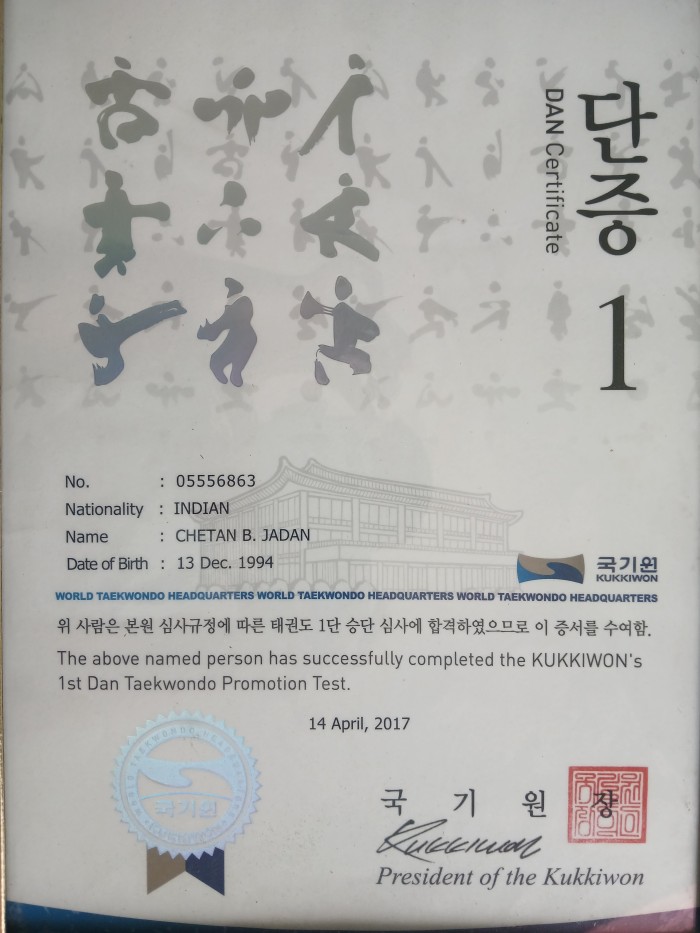 단증 1
DAN Certificate
No. : 05556863
Nationality : INDIAN
Name : CHETAN B. JADAN
Date of Birth : 13 Dec. 1994
국기원
KUKKIWON
WORLD TAEKWONDO HEADQUARTERS WORLD TAEKWONDO HEADQUARTERS WORLD TAEKWONDO HEADQUARTERS
위 사람은 본원 심사규정에 따른 태권도 1단 승단 심사에 합격하였으므로 이 증서를 수여함.
The above named person has successfully completed the KUKKIWON's
1st Dan Taekwondo Promotion Test.
14 April, 2017
국기원
국 기 원 장
Kukkiwon
President of the Kukkiwon